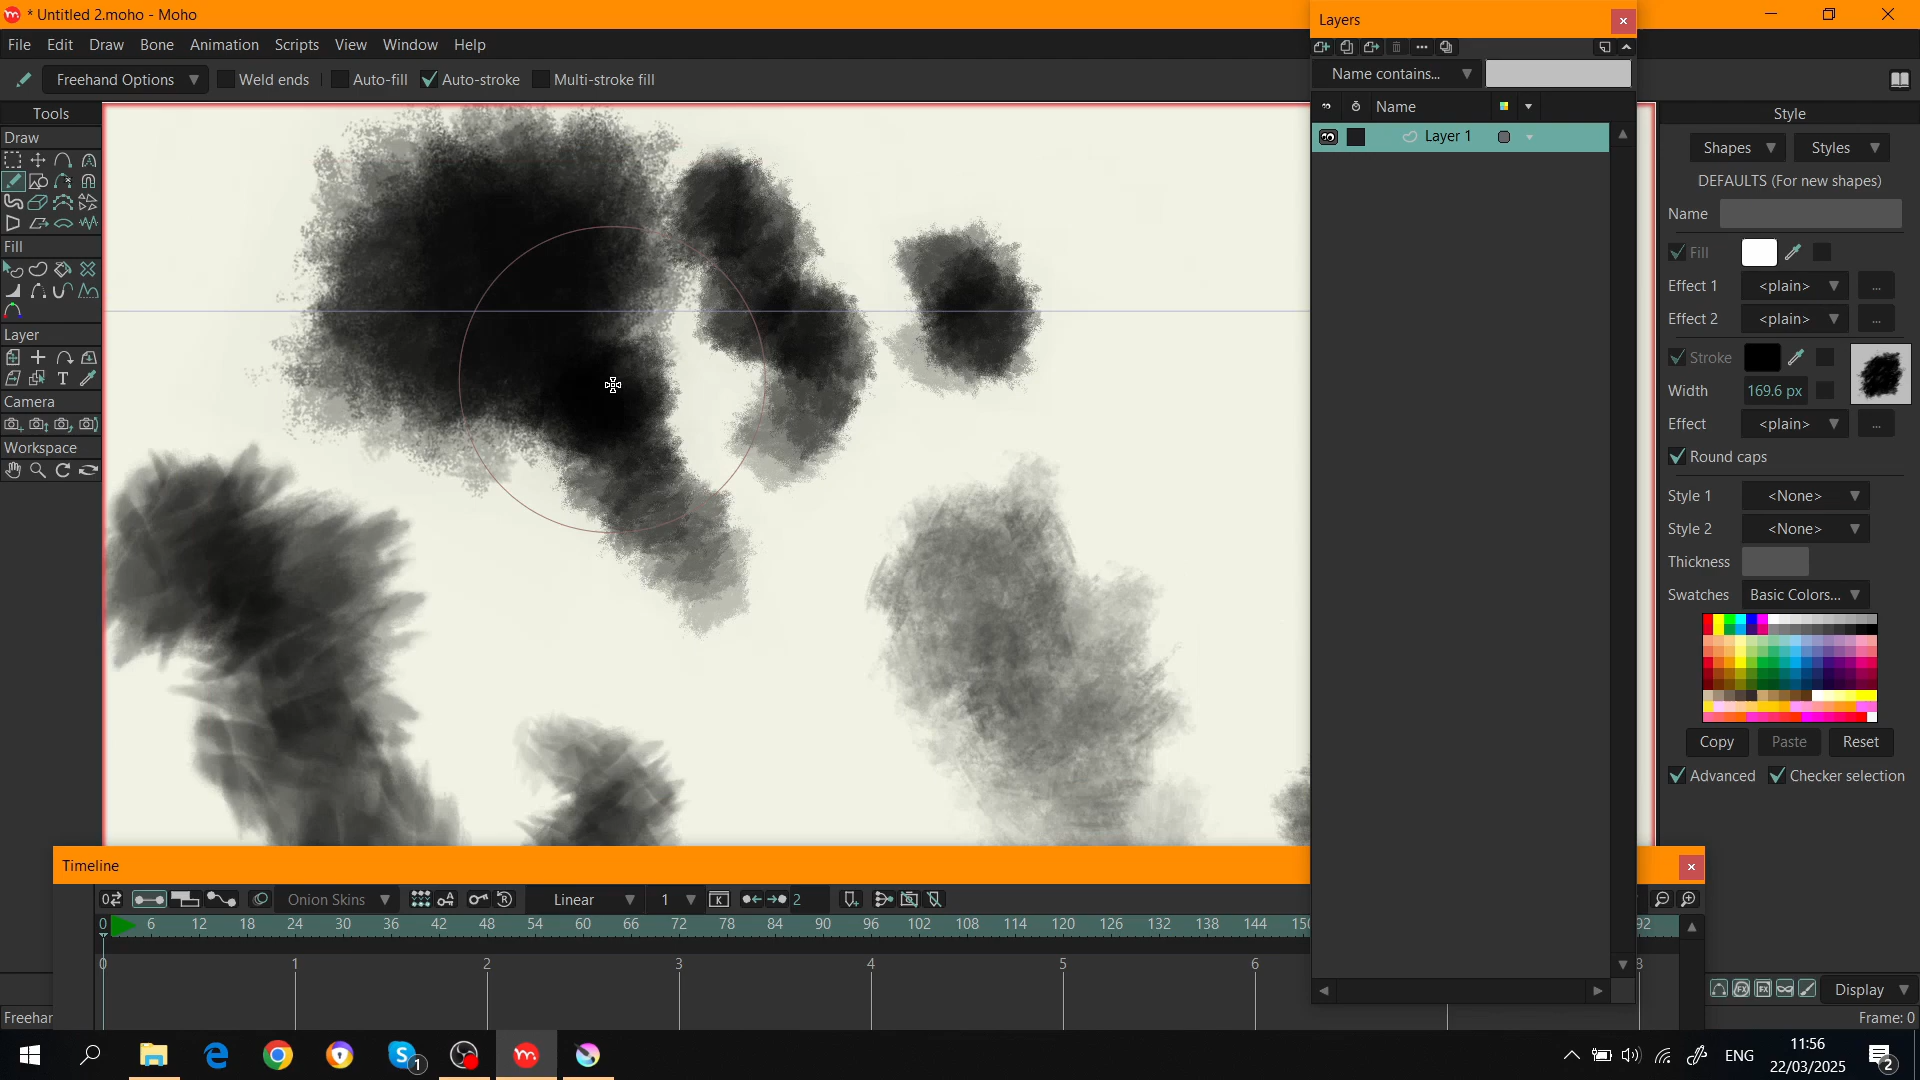 * Untitled 2.moho - Moho
File Edit Draw Bone Animation Scripts View Window Help
Freehand Options Weld ends Auto-fill Auto-stroke Multi-stroke fill
Tools
Draw
Fill
Layer
Camera
Workspace
Freehan
Layers
Name contains...
Name
Layer 1
Style
Shapes Styles
DEFAULTS (For new shapes)
Name
Fill
Effect 1 <plain> ...
Effect 2 <plain> ...
Stroke
Width 169.6 px
Effect <plain> ...
Round caps
Style 1 <None>
Style 2 <None>
Thickness
Swatches Basic Colors...
Copy Paste Reset
Advanced Checker selection
Timeline
Onion Skins Linear 1 2
0 6 12 18 24 30 36 42 48 54 60 66 72 78 84 90 96 102 108 114 120 126 132 138 144 15 92
0 1 2 3 4 5 6 8
Display
Frame: 0
1 ENG 11:56
22/03/2025
2